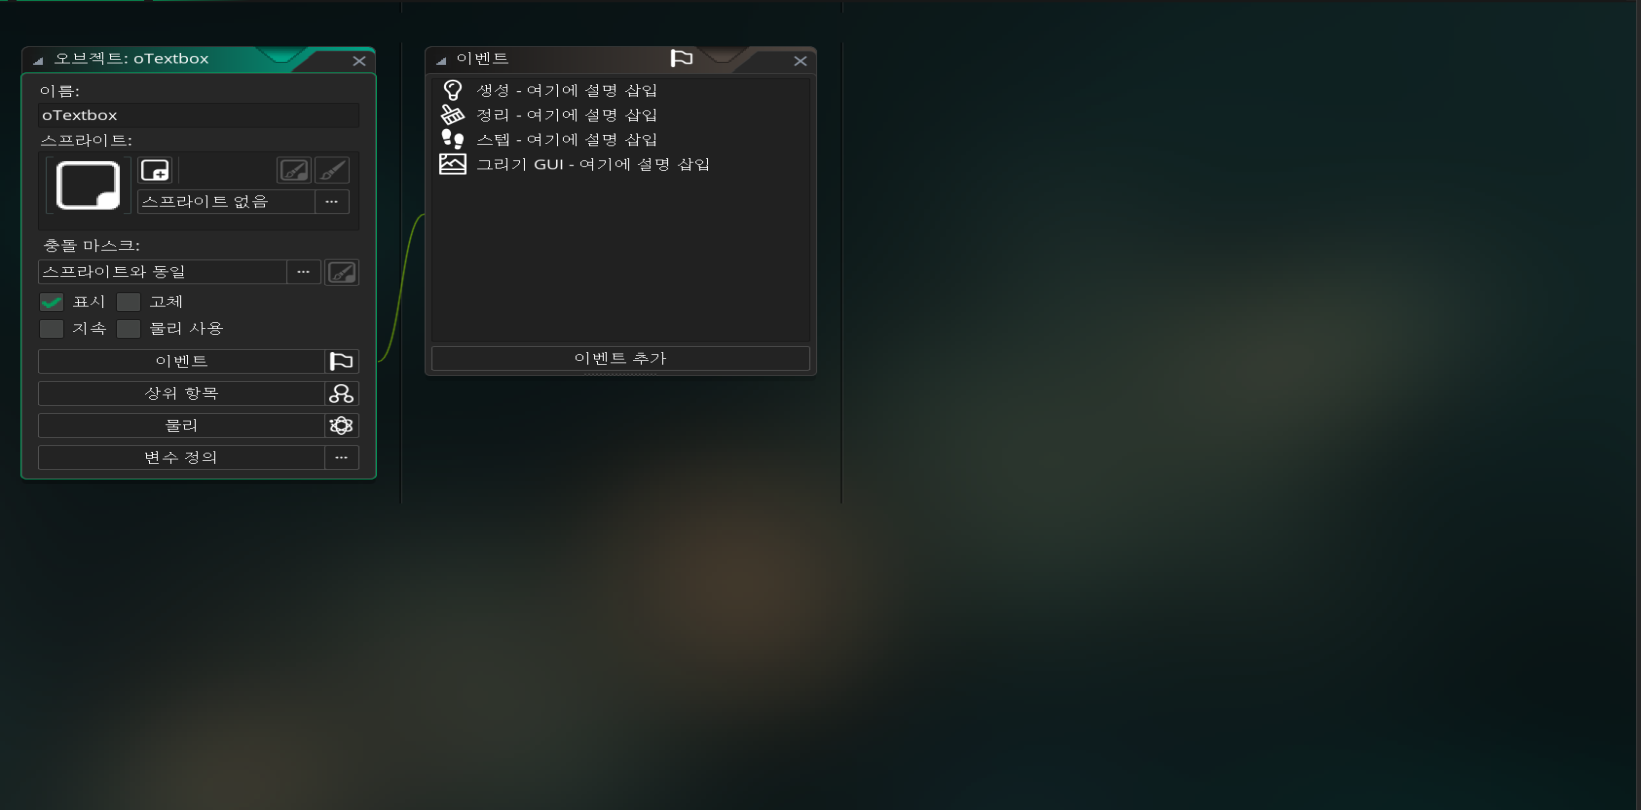 오브젝트: oTextbox
이름:
oTextbox
스프라이트:
스프라이트 없음
...
충돌 마스크:
스프라이트와 동일
...
표시
고체
지속
물리 사용
이벤트
상위 항목
물리
변수 정의
...
이벤트
생성 - 여기에 설명 삽입
정리 - 여기에 설명 삽입
스텝 - 여기에 설명 삽입
그리기 GUI - 여기에 설명 삽입
이벤트 추가